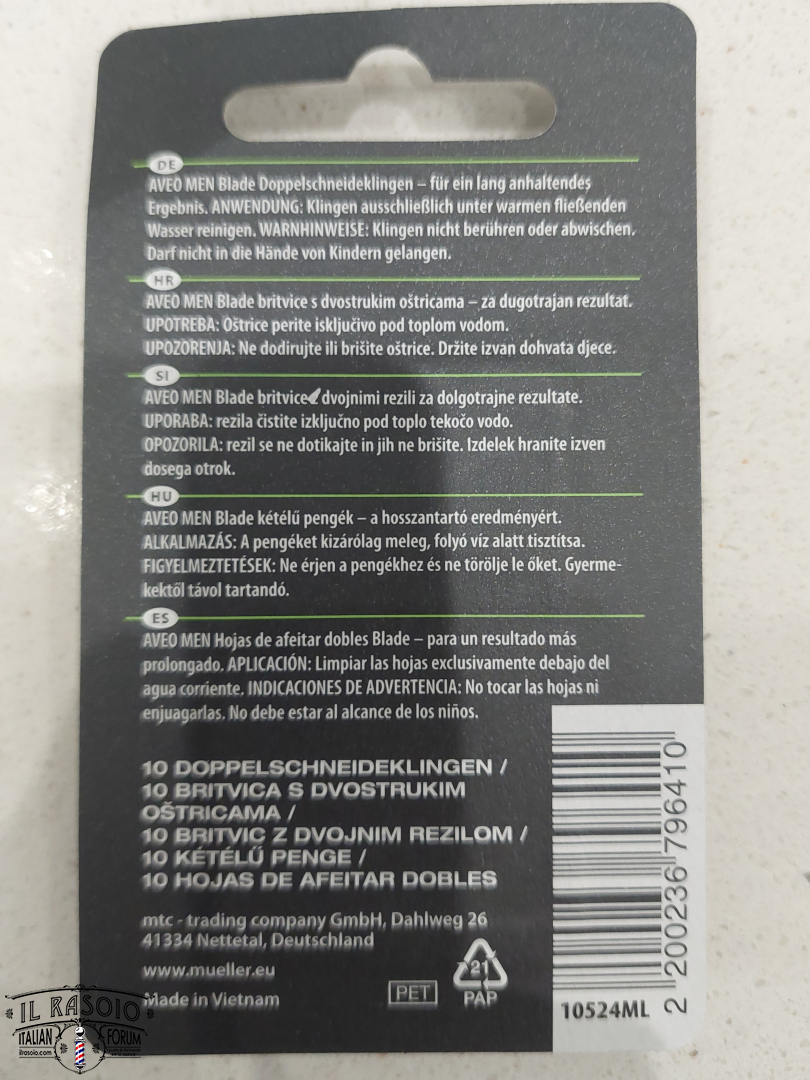 DE
AVEO MEN Blade Doppelschneideklingen – für ein lang anhaltendes
Ergebnis. ANWENDUNG: Klingen ausschließlich unter warmen fließenden
Wasser reinigen. WARNHINWEISE: Klingen nicht berühren oder abwischen.
Darf nicht in die Hände von Kindern gelangen.
HR
AVEO MEN Blade britvice s dvostrukim oštricama – za dugotrajan rezultat.
UPOTREBA: Oštrice perite isključivo pod toplom vodom.
UPOZORENJA: Ne dodirujte ili brišite oštrice. Držite izvan dohvata djece.
SI
AVEO MEN Blade britvice dvojnimi rezili za dolgotrajne rezultate.
UPORABA: rezila čistite izključno pod toplo tekočo vodo.
OPOZORILA: rezil se ne dotikajte in jih ne brišite. Izdelek hranite izven
dosega otrok.
HU
AVEO MEN Blade kétélű pengék – a hosszantartó eredményért.
ALKALMAZÁS: A pengéket kizárólag meleg, folyó víz alatt tisztítsa.
FIGYELMEZTETÉSEK: Ne érjen a pengékhez és ne törölje le őket. Gyerme-
kektől távol tartandó.
ES
AVEO MEN Hojas de afeitar dobles Blade – para un resultado más
prolongado. APLICACIÓN: Limpiar las hojas exclusivamente debajo del
agua corriente. INDICACIONES DE ADVERTENCIA: No tocar las hojas ni
enjuagarlas. No debe estar al alcance de los niños.
10 DOPPELSCHNEIDEKLINGEN /
10 BRITVICA S DVOSTRUKIM
OŠTRICAMA /
10 BRITVIC Z DVOJNIM REZILOM /
10 KÉTÉLŰ PENGE /
10 HOJAS DE AFEITAR DOBLES
mtc - trading company GmbH, Dahlweg 26
41334 Nettetal, Deutschland
www.mueller.eu
Made in Vietnam
PET
21
PAP
10524ML
2 200236 796410
IL RASOIO
ITALIAN FORUM
ilrasoio.com